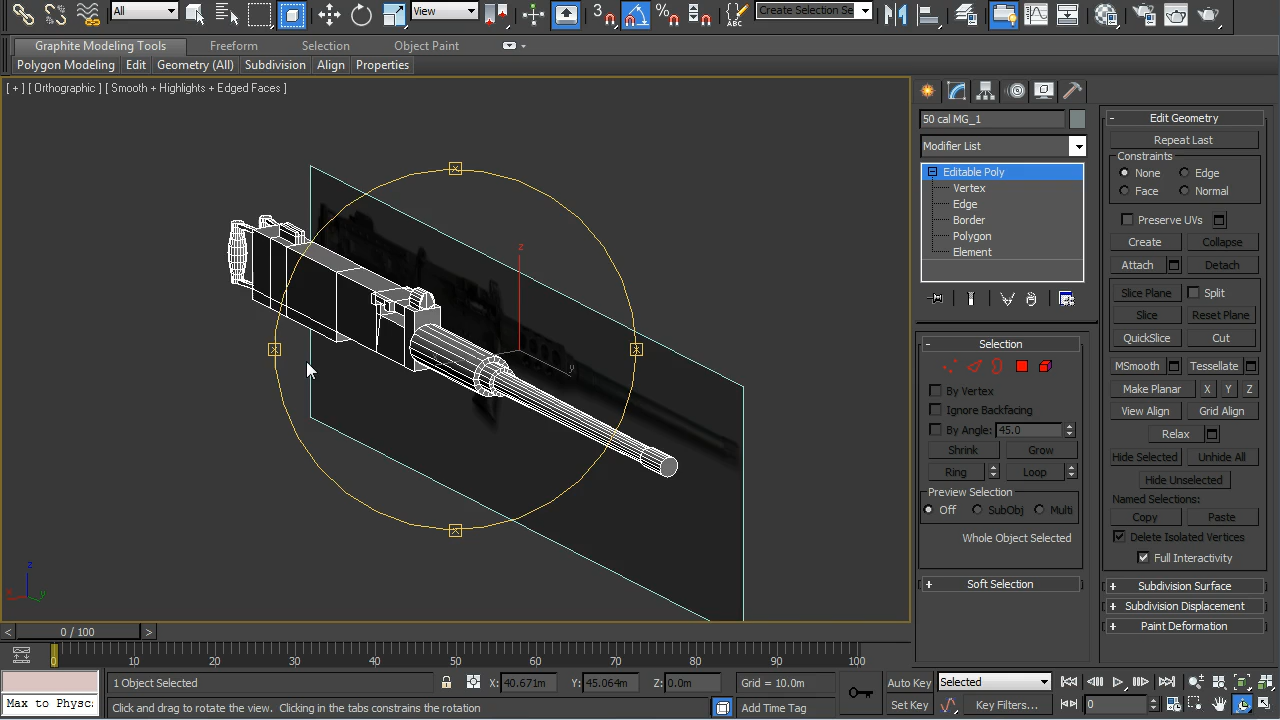 All
View
3
%
ABC
Create Selection Se
Graphite Modeling Tools Freeform Selection Object Paint
Polygon Modeling Edit Geometry (All) Subdivision Align Properties
[ + ] [ Orthographic ] [ Smooth + Highlights + Edged Faces ]
z
y
z
x
y
50 cal MG_1
Modifier List
Editable Poly
Vertex
Edge
Border
Polygon
Element
Selection
By Vertex
Ignore Backfacing
By Angle: 45.0
Shrink Grow
Ring Loop
Preview Selection
Off SubObj Multi
Whole Object Selected
+ Soft Selection
- Edit Geometry
Repeat Last
Constraints
None Edge
Face Normal
Preserve UVs
Create Collapse
Attach Detach
Slice Plane Split
Slice Reset Plane
QuickSlice Cut
MSmooth Tessellate
Make Planar X Y Z
View Align Grid Align
Relax
Hide Selected Unhide All
Hide Unselected
Named Selections:
Copy Paste
Delete Isolated Vertices
Full Interactivity
+ Subdivision Surface
+ Subdivision Displacement
+ Paint Deformation
< 0 / 100 >
0 10 20 30 40 50 60 70 80 90 100
1 Object Selected X: 40.671m Y: 45.064m Z: 0.0m Grid = 10.0m Auto Key Selected
Max to Physc Click and drag to rotate the view. Clicking in the tabs constrains the rotation Add Time Tag Set Key Key Filters... 0